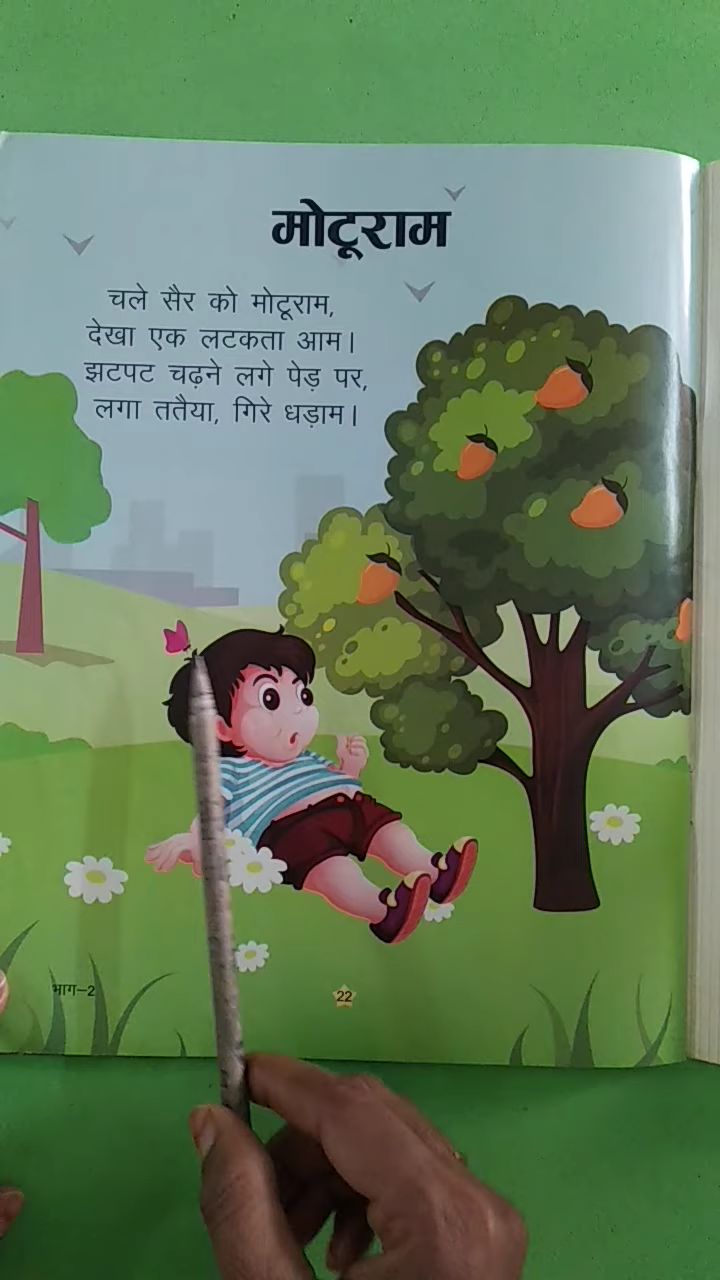 मोटूराम
चले सैर को मोटूराम,
देखा एक लटकता आम।
झटपट चढ़ने लगे पेड़ पर,
लगा ततैया, गिरे धड़ाम।
भाग–2
22